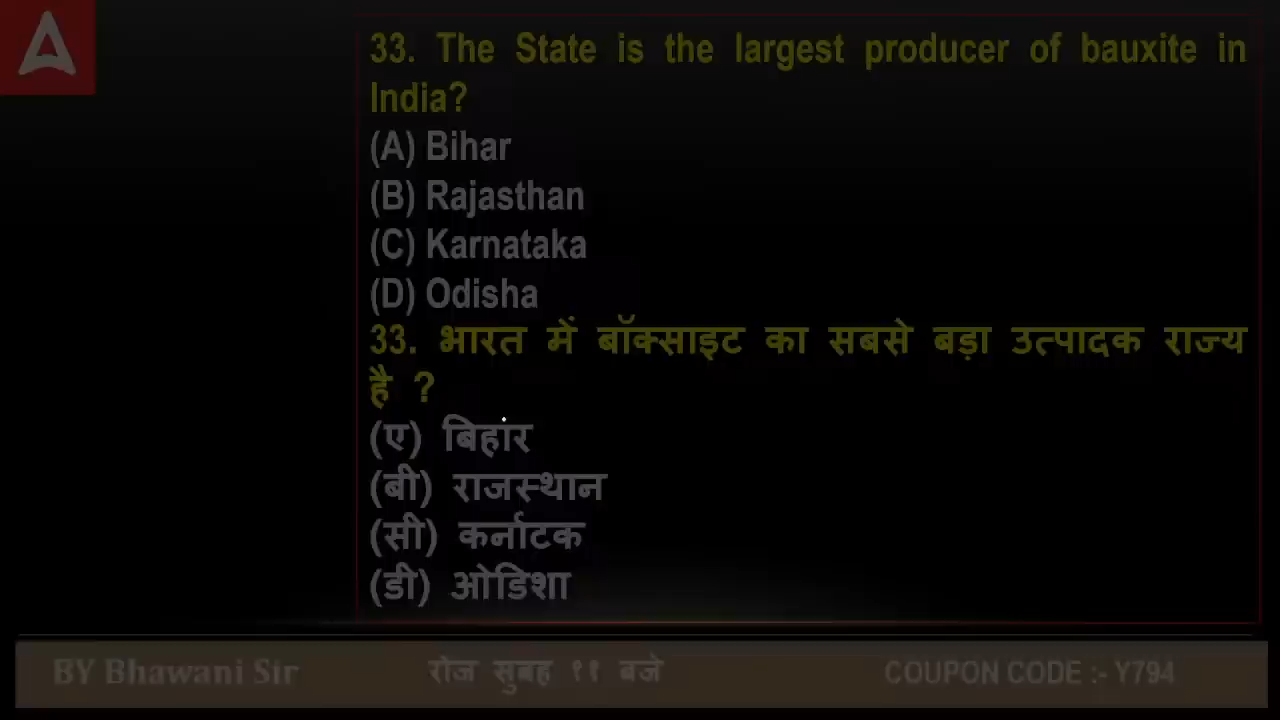 33. The State is the largest producer of bauxite in
India?
(A) Bihar
(B) Rajasthan
(C) Karnataka
(D) Odisha
33. भारत में बॉक्साइट का सबसे बड़ा उत्पादक राज्य
है ?
(ए) बिहार
(बी) राजस्थान
(सी) कर्नाटक
(डी) ओडिशा
BY Bhawani Sir रोज सुबह ११ बजे COUPON CODE :- Y794